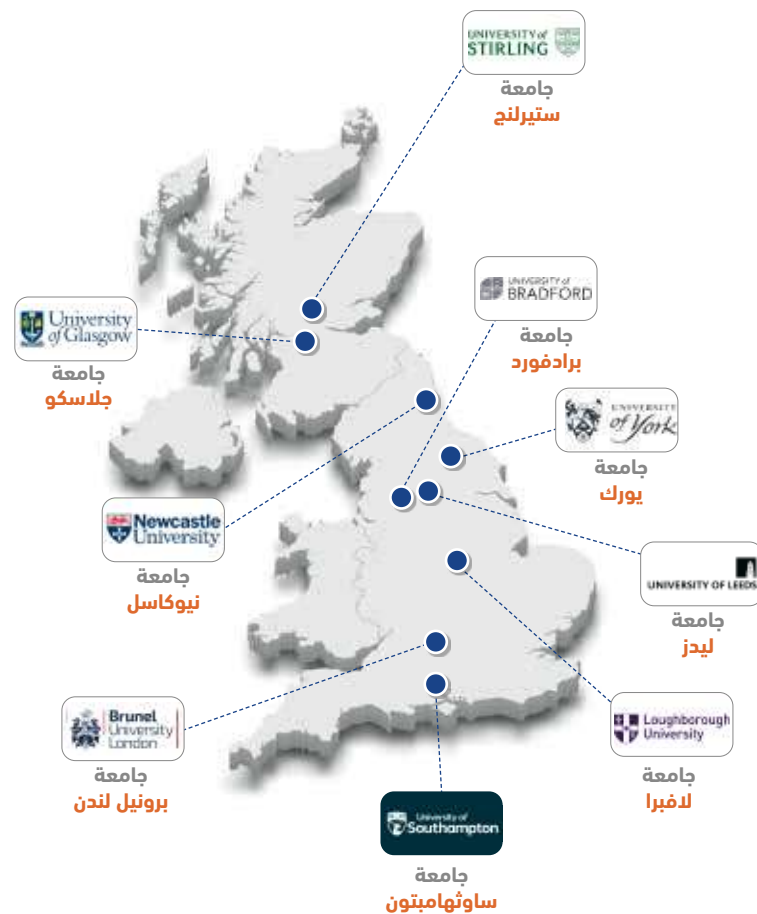 UNIVERSITY of
STIRLING
جامعة
ستيرلنج
UNIVERSITY of
BRADFORD
جامعة
برادفورد
University
of Glasgow
جامعة
جلاسكو
UNIVERSITY
of York
جامعة
يورك
Newcastle
University
جامعة
نيوكاسل
UNIVERSITY OF LEEDS
جامعة
ليدز
Brunel
University
London
جامعة
برونيل لندن
Loughborough
University
جامعة
لافبرا
University of
Southampton
جامعة
ساوثهامبتون